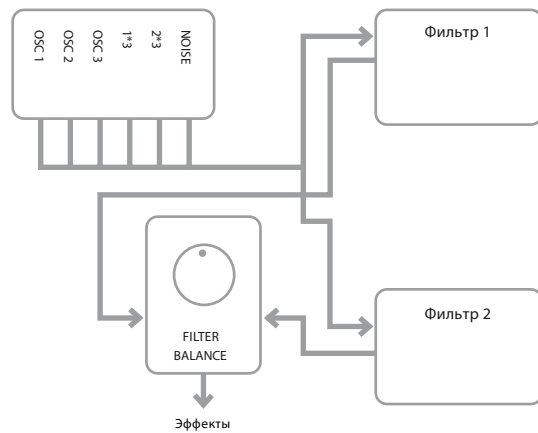 OSC 1
OSC 2
OSC 3
1*3
2*3
NOISE
Фильтр 1
Фильтр 2
FILTER
BALANCE
Эффекты